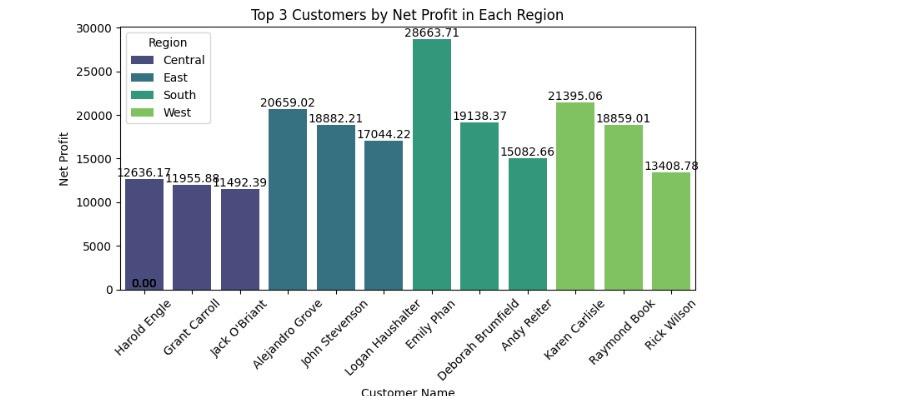 Top 3 Customers by Net Profit in Each Region
Net Profit
30000
25000
20000
15000
10000
5000
0
Region
Central
East
South
West
12636.17
11955.88
11492.39
20659.02
18882.21
17044.22
28663.71
19138.37
15082.66
21395.06
18859.01
13408.78
0.00
Harold Engle
Grant Carroll
Jack O'Briant
Alejandro Grove
John Stevenson
Logan Haushalter
Emily Phan
Deborah Brumfield
Andy Reiter
Karen Carlisle
Raymond Book
Rick Wilson
Customer Name